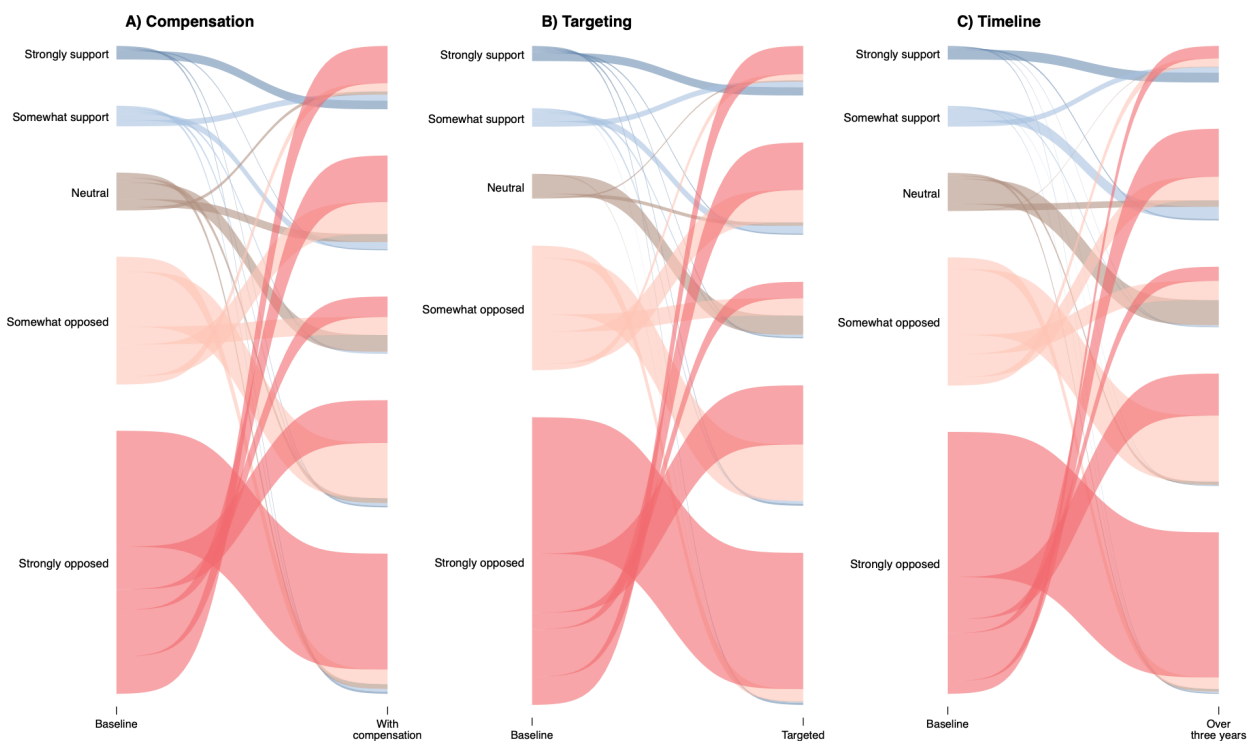 A) Compensation
Strongly support
Somewhat support
Neutral
Somewhat opposed
Strongly opposed
Baseline
With
compensation
B) Targeting
Strongly support
Somewhat support
Neutral
Somewhat opposed
Strongly opposed
Baseline
Targeted
C) Timeline
Strongly support
Somewhat support
Neutral
Somewhat opposed
Strongly opposed
Baseline
Over
three years